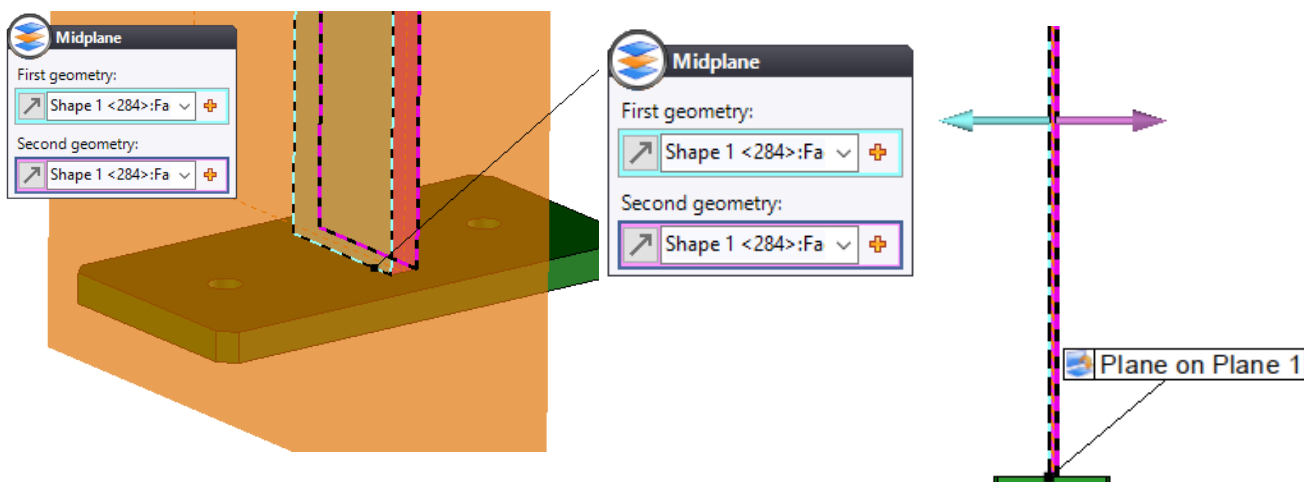 Midplane
First geometry:
Shape 1 <284>:Fa
Second geometry:
Shape 1 <284>:Fa
Midplane
First geometry:
Shape 1 <284>:Fa
Second geometry:
Shape 1 <284>:Fa
Plane on Plane 1